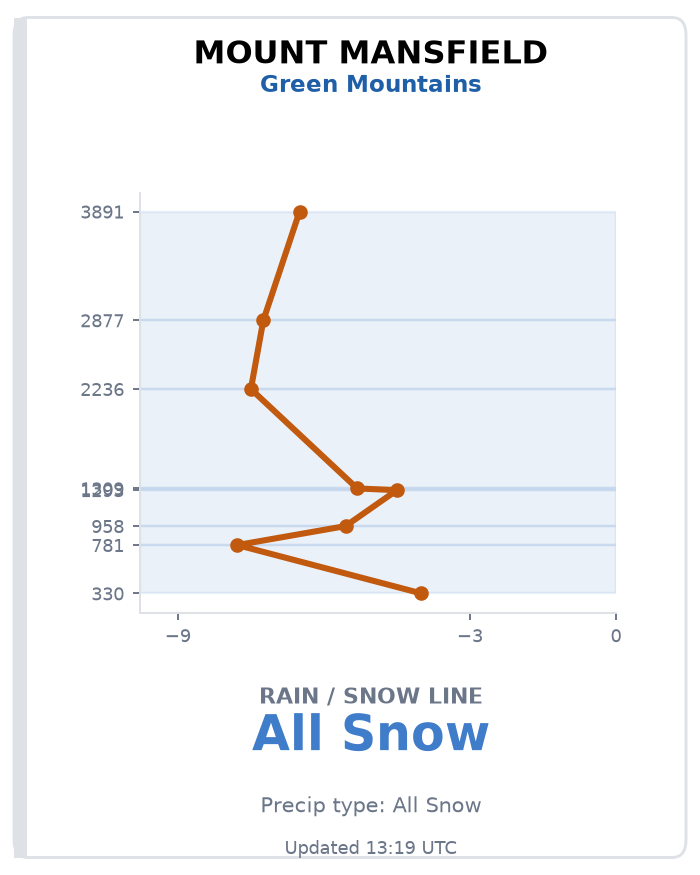 MOUNT MANSFIELD
Green Mountains
3891
2877
2236
958
781
330
−9
−3
0
RAIN / SNOW LINE
All Snow
Precip type: All Snow
Updated 13:19 UTC